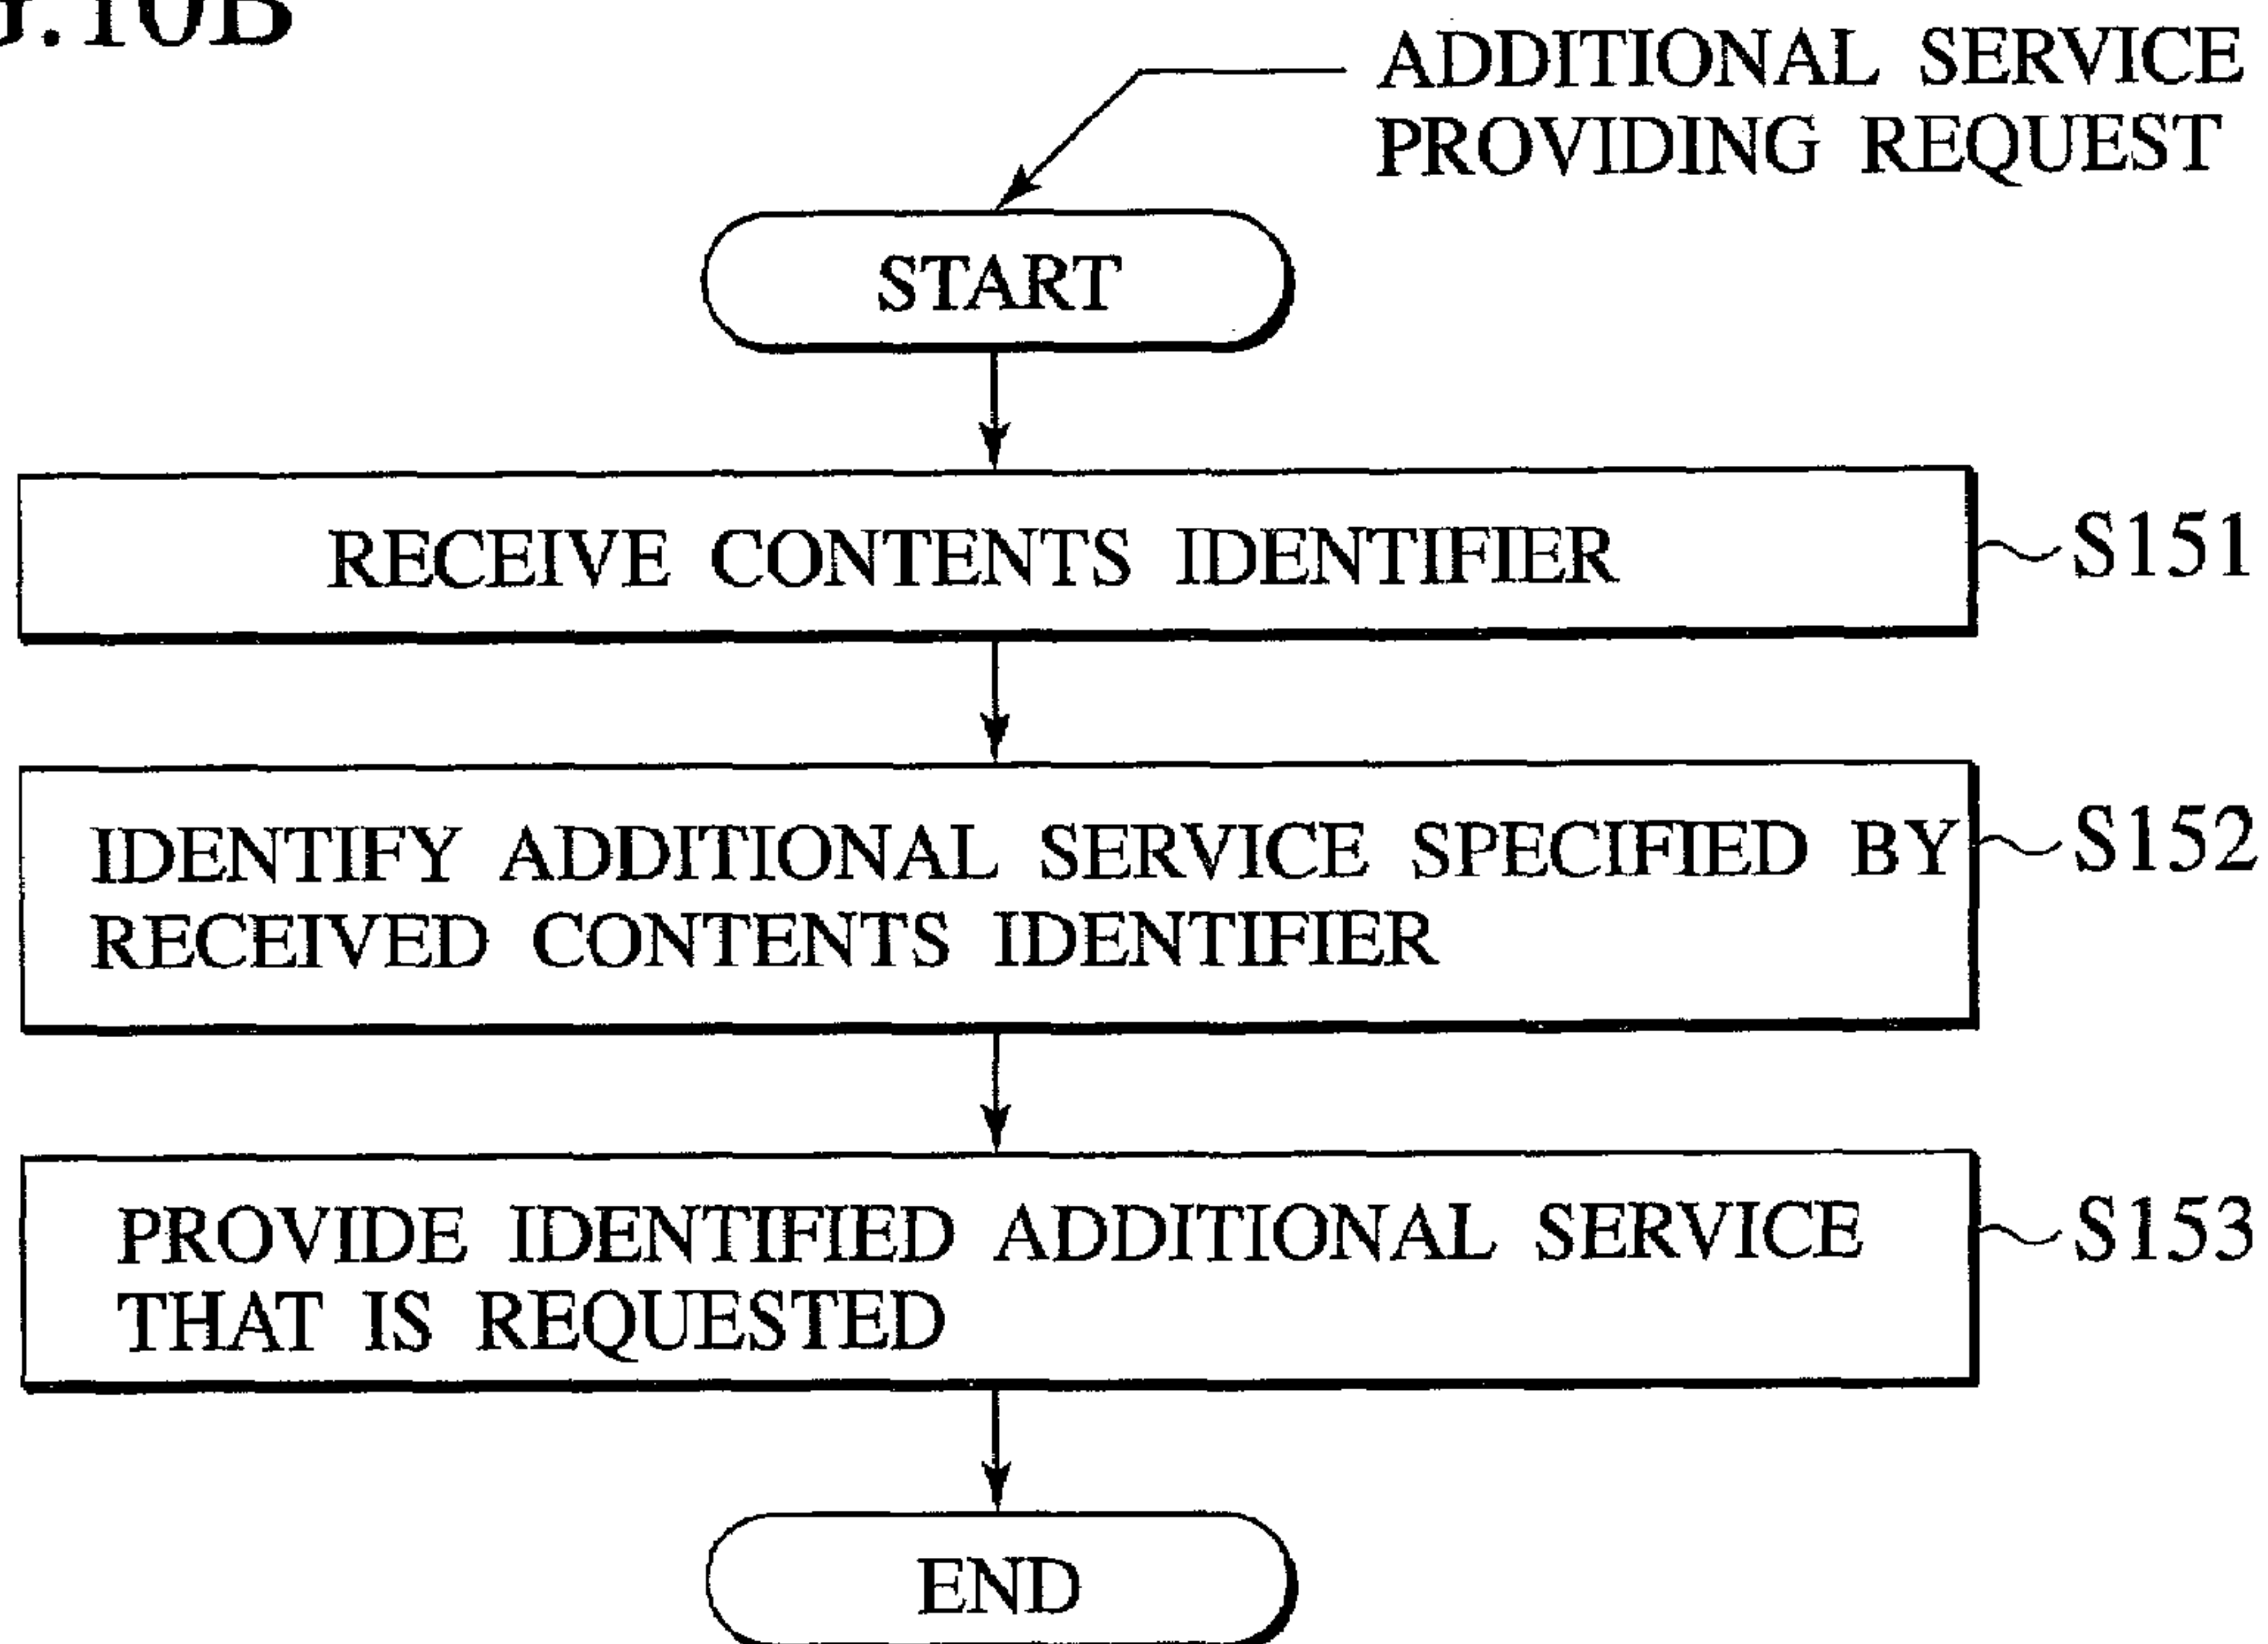 10B
ADDITIONAL SERVICE
PROVIDING REQUEST
START
RECEIVE CONTENTS IDENTIFIER
S151
IDENTIFY ADDITIONAL SERVICE SPECIFIED BY
RECEIVED CONTENTS IDENTIFIER
S152
PROVIDE IDENTIFIED ADDITIONAL SERVICE
THAT IS REQUESTED
S153
END